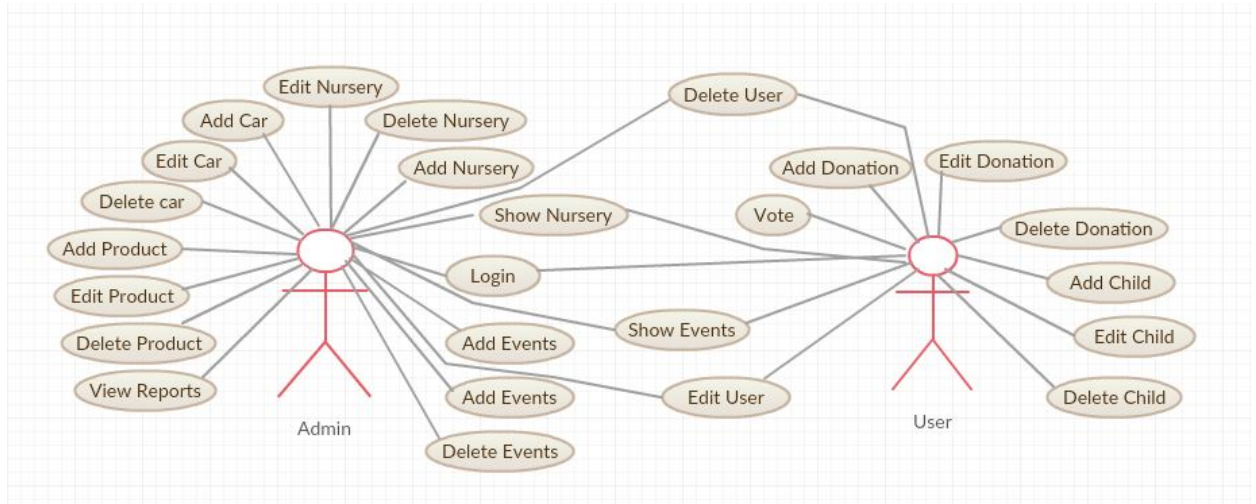 Edit Nursery
Delete User
Add Car
Delete Nursery
Edit Car
Add Nursery
Add Donation
Edit Donation
Delete car
Show Nursery
Vote
Delete Donation
Add Product
Login
Add Child
Edit Product
Show Events
Edit Child
Delete Product
Add Events
View Reports
Add Events
Edit User
Delete Child
Admin
User
Delete Events